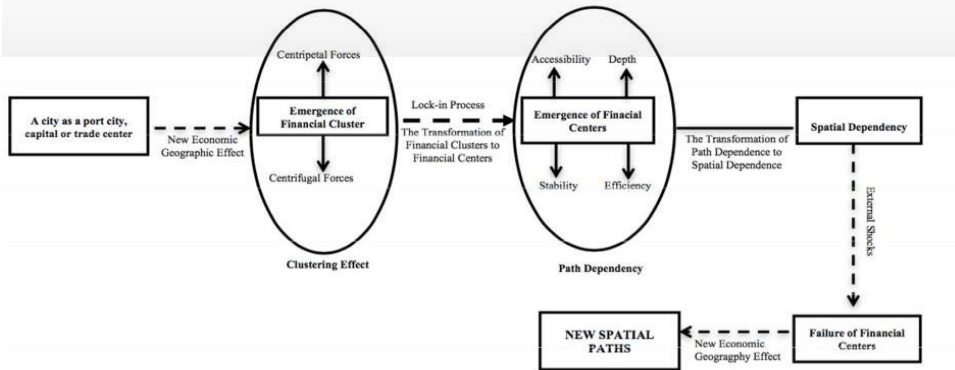 A city as a port city,
capital or trade center
New Economic
Geographic Effect
Centripetal Forces
Emergence of
Financial Cluster
Centrifugal Forces
Clustering Effect
Lock-in Process
The Transformation of
Financial Clusters to
Financial Centers
Accessibility
Depth
Emergence of Finacial
Centers
Stability
Efficiency
Path Dependency
The Transformation of
Path Dependence to
Spatial Dependence
Spatial Dependency
External Shocks
Failure of Financial
Centers
New Economic
Geogragphy Effect
NEW SPATIAL
PATHS